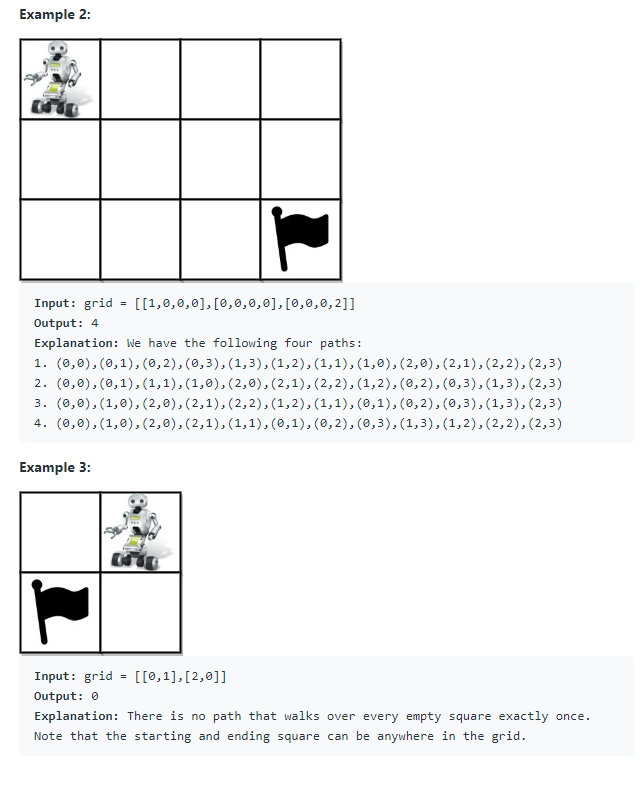 Example 2:
Input: grid = [[1,0,0,0],[0,0,0,0],[0,0,0,2]]
Output: 4
Explanation: We have the following four paths:
1. (0,0),(0,1),(0,2),(0,3),(1,3),(1,2),(1,1),(1,0),(2,0),(2,1),(2,2),(2,3)
2. (0,0),(0,1),(1,1),(1,0),(2,0),(2,1),(2,2),(1,2),(0,2),(0,3),(1,3),(2,3)
3. (0,0),(1,0),(2,0),(2,1),(2,2),(1,2),(1,1),(0,1),(0,2),(0,3),(1,3),(2,3)
4. (0,0),(1,0),(2,0),(2,1),(1,1),(0,1),(0,2),(0,3),(1,3),(1,2),(2,2),(2,3)
Example 3:
Input: grid = [[0,1],[2,0]]
Output: 0
Explanation: There is no path that walks over every empty square exactly once.
Note that the starting and ending square can be anywhere in the grid.